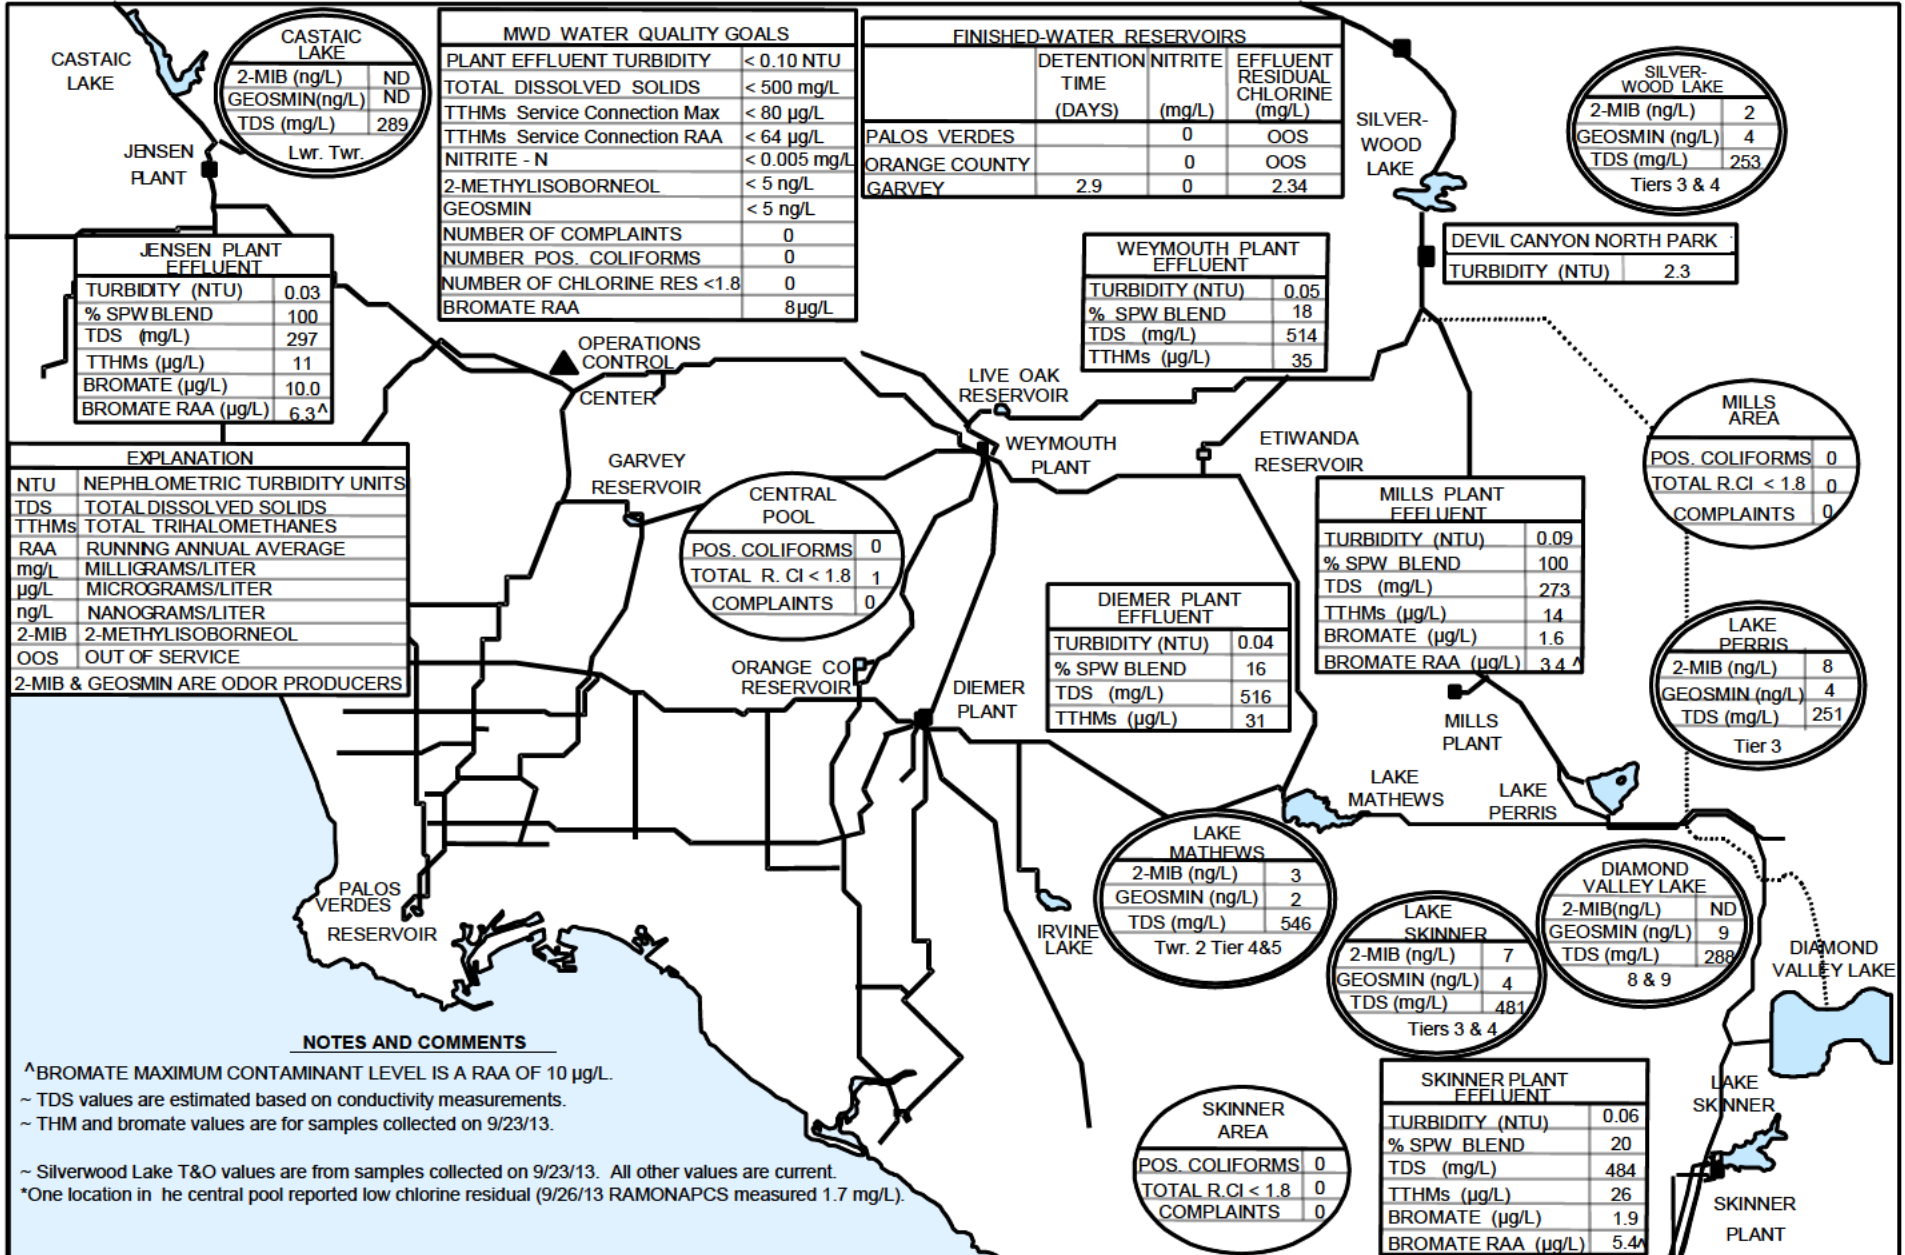 CASTAIC
LAKE
CASTAIC
LAKE
2-MIB (ng/L) ND
GEOSMIN(ng/L) ND
TDS (mg/L) 289
Lwr. Twr.
JENSEN
PLANT
MWD WATER QUALITY GOALS
PLANT EFFLUENT TURBIDITY < 0.10 NTU
TOTAL DISSOLVED SOLIDS < 500 mg/L
TTHMs Service Connection Max < 80 µg/L
TTHMs Service Connection RAA < 64 µg/L
NITRITE - N < 0.005 mg/L
2-METHYLISOBORNEOL < 5 ng/L
GEOSMIN < 5 ng/L
NUMBER OF COMPLAINTS 0
NUMBER POS. COLIFORMS 0
NUMBER OF CHLORINE RES <1.8 0
BROMATE RAA 8µg/L
FINISHED-WATER RESERVOIRS
DETENTION NITRITE EFFLUENT
TIME RESIDUAL
CHLORINE
(DAYS) (mg/L) (mg/L)
PALOS VERDES 0 OOS
ORANGE COUNTY 0 OOS
GARVEY 2.9 0 2.34
SILVER-
WOOD
LAKE
SILVER-
WOOD LAKE
2-MIB (ng/L) 2
GEOSMIN (ng/L) 4
TDS (mg/L) 253
Tiers 3 & 4
DEVIL CANYON NORTH PARK
TURBIDITY (NTU) 2.3
JENSEN PLANT
EFFLUENT
TURBIDITY (NTU) 0.03
% SPW BLEND 100
TDS (mg/L) 297
TTHMs (µg/L) 11
BROMATE (µg/L) 10.0
BROMATE RAA (µg/L) 6.3^
WEYMOUTH PLANT
EFFLUENT
TURBIDITY (NTU) 0.05
% SPW BLEND 18
TDS (mg/L) 514
TTHMs (µg/L) 35
OPERATIONS
CONTROL
CENTER
LIVE OAK
RESERVOIR
WEYMOUTH
PLANT
ETIWANDA
RESERVOIR
MILLS
AREA
POS. COLIFORMS 0
TOTAL R.Cl < 1.8 0
COMPLAINTS 0
EXPLANATION
NTU NEPHELOMETRIC TURBIDITY UNITS
TDS TOTAL DISSOLVED SOLIDS
TTHMs TOTAL TRIHALOMETHANES
RAA RUNNING ANNUAL AVERAGE
mg/L MILLIGRAMS/LITER
µg/L MICROGRAMS/LITER
ng/L NANOGRAMS/LITER
2-MIB 2-METHYLISOBORNEOL
OOS OUT OF SERVICE
2-MIB & GEOSMIN ARE ODOR PRODUCERS
GARVEY
RESERVOIR
CENTRAL
POOL
POS. COLIFORMS 0
TOTAL R. Cl < 1.8 1
COMPLAINTS 0
MILLS PLANT
EFFLUENT
TURBIDITY (NTU) 0.09
% SPW BLEND 100
TDS (mg/L) 273
TTHMs (µg/L) 14
BROMATE (µg/L) 1.6
BROMATE RAA (µg/L) 3.4 ^
DIEMER PLANT
EFFLUENT
TURBIDITY (NTU) 0.04
% SPW BLEND 16
TDS (mg/L) 516
TTHMs (µg/L) 31
LAKE
PERRIS
2-MIB (ng/L) 8
GEOSMIN (ng/L) 4
TDS (mg/L) 251
Tier 3
ORANGE CO
RESERVOIR
DIEMER
PLANT
MILLS
PLANT
LAKE
MATHEWS
LAKE
PERRIS
LAKE
MATHEWS
2-MIB (ng/L) 3
GEOSMIN (ng/L) 2
TDS (mg/L) 546
Twr. 2 Tier 4&5
DIAMOND
VALLEY LAKE
2-MIB(ng/L) ND
GEOSMIN (ng/L) 9
TDS (mg/L) 288
8 & 9
PALOS
VERDES
RESERVOIR
IRVINE
LAKE
LAKE
SKINNER
2-MIB (ng/L) 7
GEOSMIN (ng/L) 4
TDS (mg/L) 481
Tiers 3 & 4
DIAMOND
VALLEY LAKE
NOTES AND COMMENTS
^BROMATE MAXIMUM CONTAMINANT LEVEL IS A RAA OF 10 µg/L.
~ TDS values are estimated based on conductivity measurements.
~ THM and bromate values are for samples collected on 9/23/13.
~ Silverwood Lake T&O values are from samples collected on 9/23/13. All other values are current.
*One location in he central pool reported low chlorine residual (9/26/13 RAMONAPCS measured 1.7 mg/L).
SKINNER
AREA
POS. COLIFORMS 0
TOTAL R.Cl < 1.8 0
COMPLAINTS 0
SKINNER PLANT
EFFLUENT
TURBIDITY (NTU) 0.06
% SPW BLEND 20
TDS (mg/L) 484
TTHMs (µg/L) 26
BROMATE (µg/L) 1.9
BROMATE RAA (µg/L) 5.4^
LAKE
SKINNER
SKINNER
PLANT